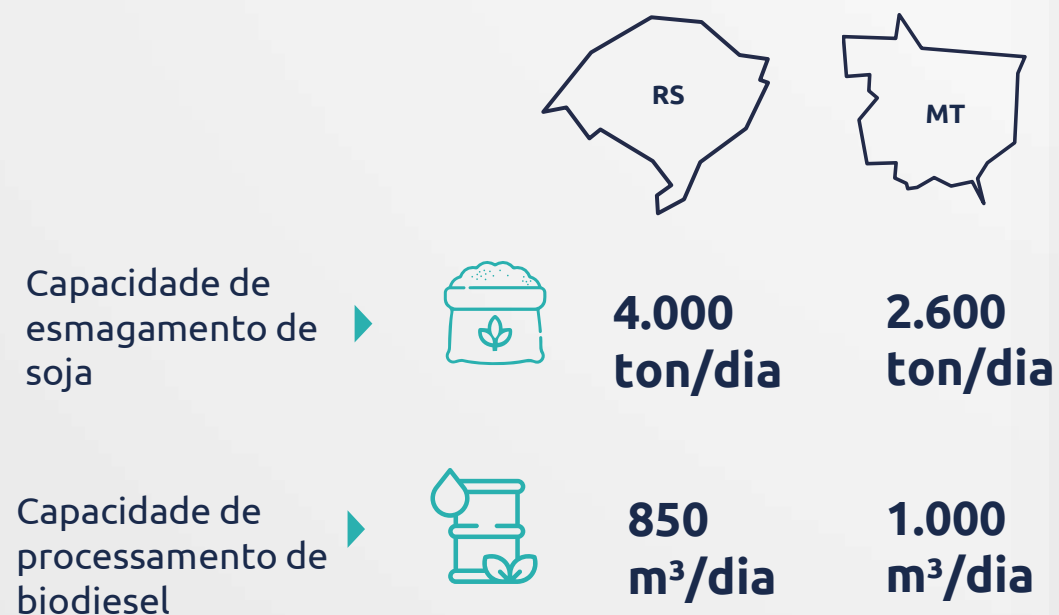 RS
MT
Capacidade de
esmagamento de
soja
4.000
ton/dia
2.600
ton/dia
Capacidade de
processamento de
biodiesel
850
m³/dia
1.000
m³/dia